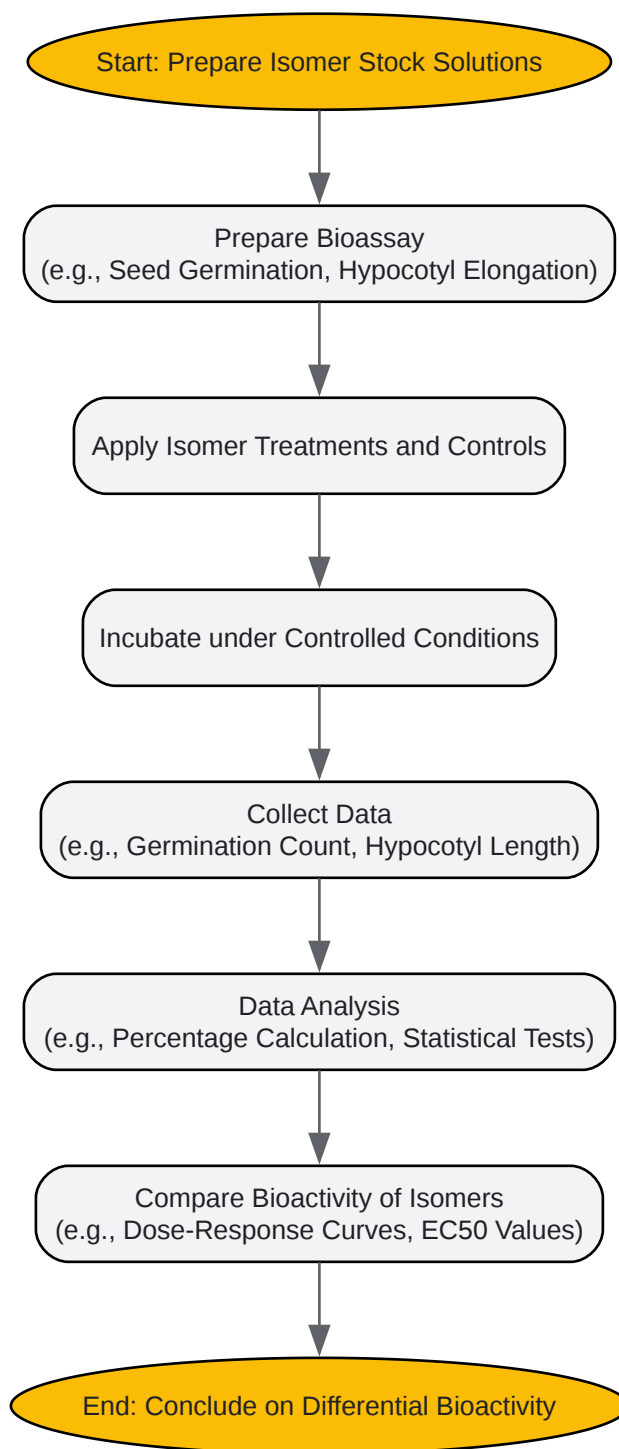 Start: Prepare Isomer Stock Solutions
Prepare Bioassay
(e.g., Seed Germination, Hypocotyl Elongation)
Apply Isomer Treatments and Controls
Incubate under Controlled Conditions
Collect Data
(e.g., Germination Count, Hypocotyl Length)
Data Analysis
(e.g., Percentage Calculation, Statistical Tests)
Compare Bioactivity of Isomers
(e.g., Dose-Response Curves, EC50 Values)
End: Conclude on Differential Bioactivity